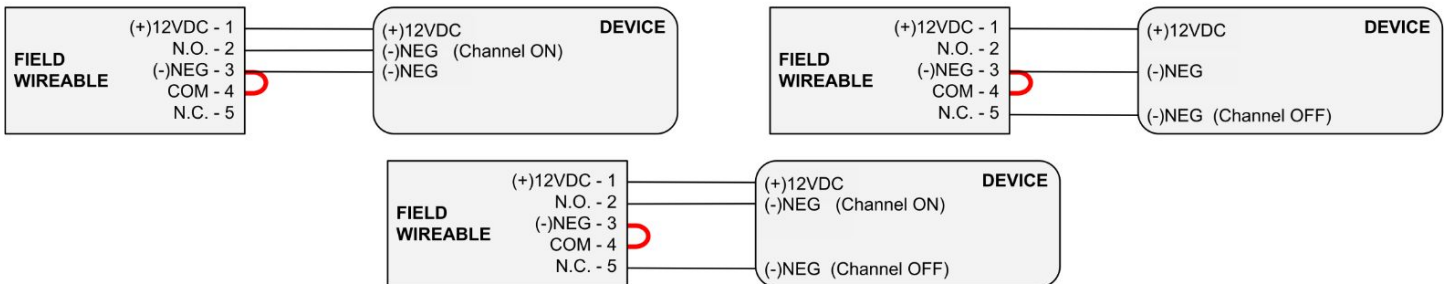 (+)12VDC - 1
N.O. - 2
FIELD
WIREABLE
(-)NEG - 3
COM - 4
N.C. - 5
(+)12VDC
DEVICE
(-)NEG (Channel ON)
(-)NEG
(+)12VDC - 1
N.O. - 2
FIELD
WIREABLE
(-)NEG - 3
COM - 4
N.C. - 5
(+)12VDC
DEVICE
(-)NEG
(-)NEG (Channel OFF)
(+)12VDC - 1
N.O. - 2
FIELD
WIREABLE
(-)NEG - 3
COM - 4
N.C. - 5
(+)12VDC
DEVICE
(-)NEG (Channel ON)
(-)NEG (Channel OFF)